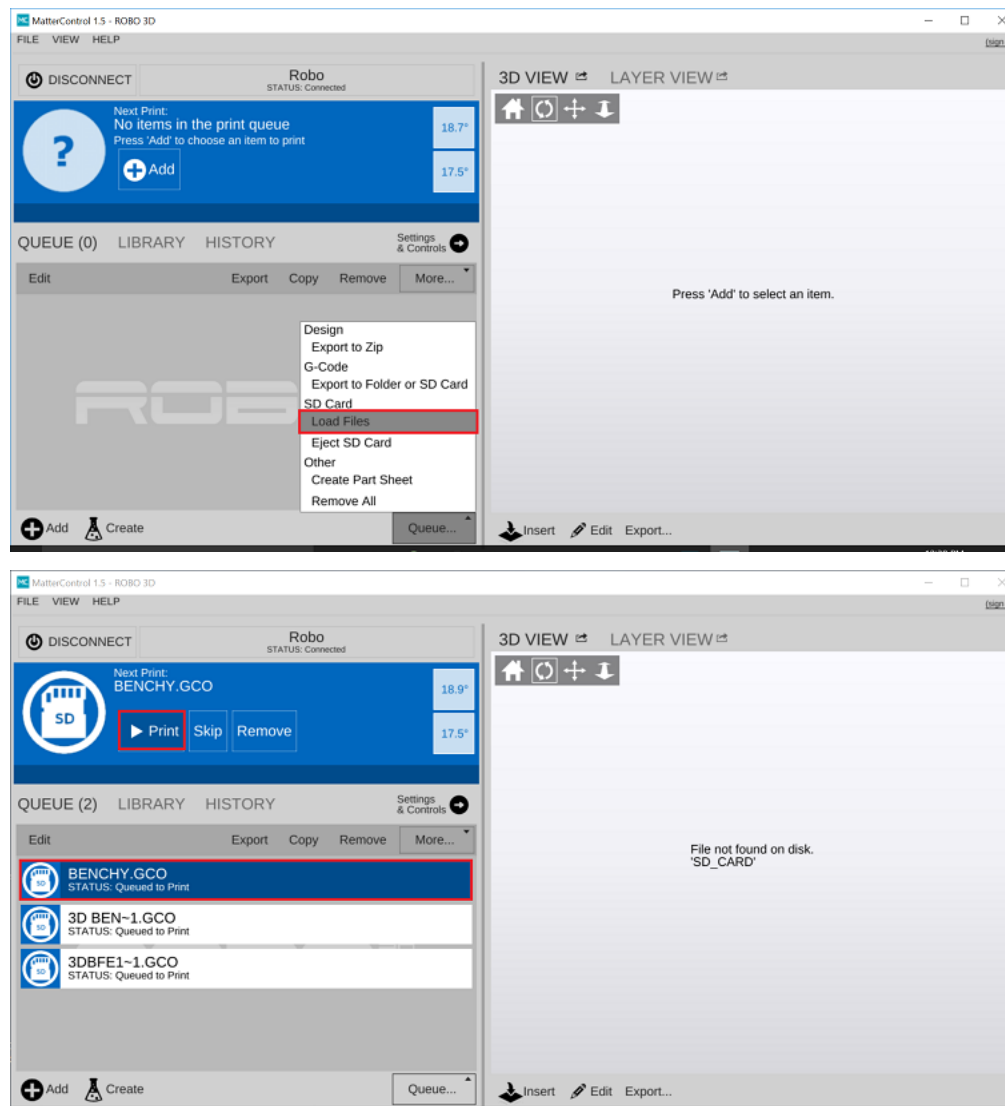 MatterControl 1.5 - ROBO 3D
FILE VIEW HELP
(sign
DISCONNECT
Robo
STATUS: Connected
3D VIEW LAYER VIEW
Next Print:
No items in the print queue
Press 'Add' to choose an item to print
Add
18.7°
17.5°
QUEUE (0) LIBRARY HISTORY
Settings
& Controls
Edit Export Copy Remove More...
Press 'Add' to select an item.
Design
Export to Zip
G-Code
Export to Folder or SD Card
SD Card
Load Files
Eject SD Card
Other
Create Part Sheet
Remove All
ROB
Add Create Queue...
Insert Edit Export...
MatterControl 1.5 - ROBO 3D
FILE VIEW HELP
(sign
DISCONNECT
Robo
STATUS: Connected
3D VIEW LAYER VIEW
SD
Next Print:
BENCHY.GCO
Print Skip Remove
18.9°
17.5°
QUEUE (2) LIBRARY HISTORY
Settings
& Controls
Edit Export Copy Remove More...
File not found on disk.
'SD_CARD'
SD
BENCHY.GCO
STATUS: Queued to Print
SD
3D BEN~1.GCO
STATUS: Queued to Print
SD
3DBFE1~1.GCO
STATUS: Queued to Print
Add Create Queue...
Insert Edit Export...